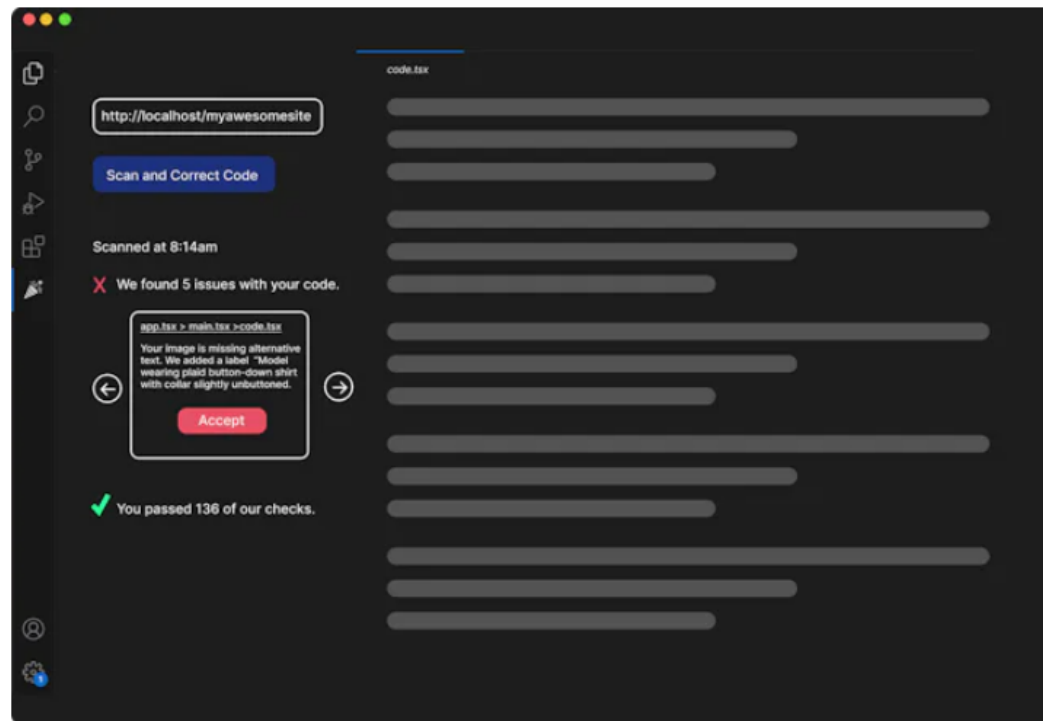 code.tsx
http://localhost/myawesomesite
Scan and Correct Code
Scanned at 8:14am
X We found 5 issues with your code.
app.tsx > main.tsx >code.tsx
Your image is missing alternative
text. We added a label "Model
wearing plaid button-down shirt
with collar slightly unbuttoned.
Accept
You passed 136 of our checks.
1